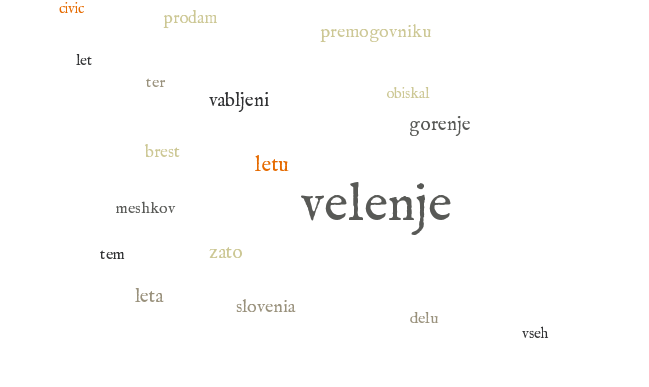 civic
prodam
premogovniku
let
ter
obiskal
vabljeni
gorenje
brest
letu
velenje
meshkov
zato
tem
leta
slovenia
delu
vseh